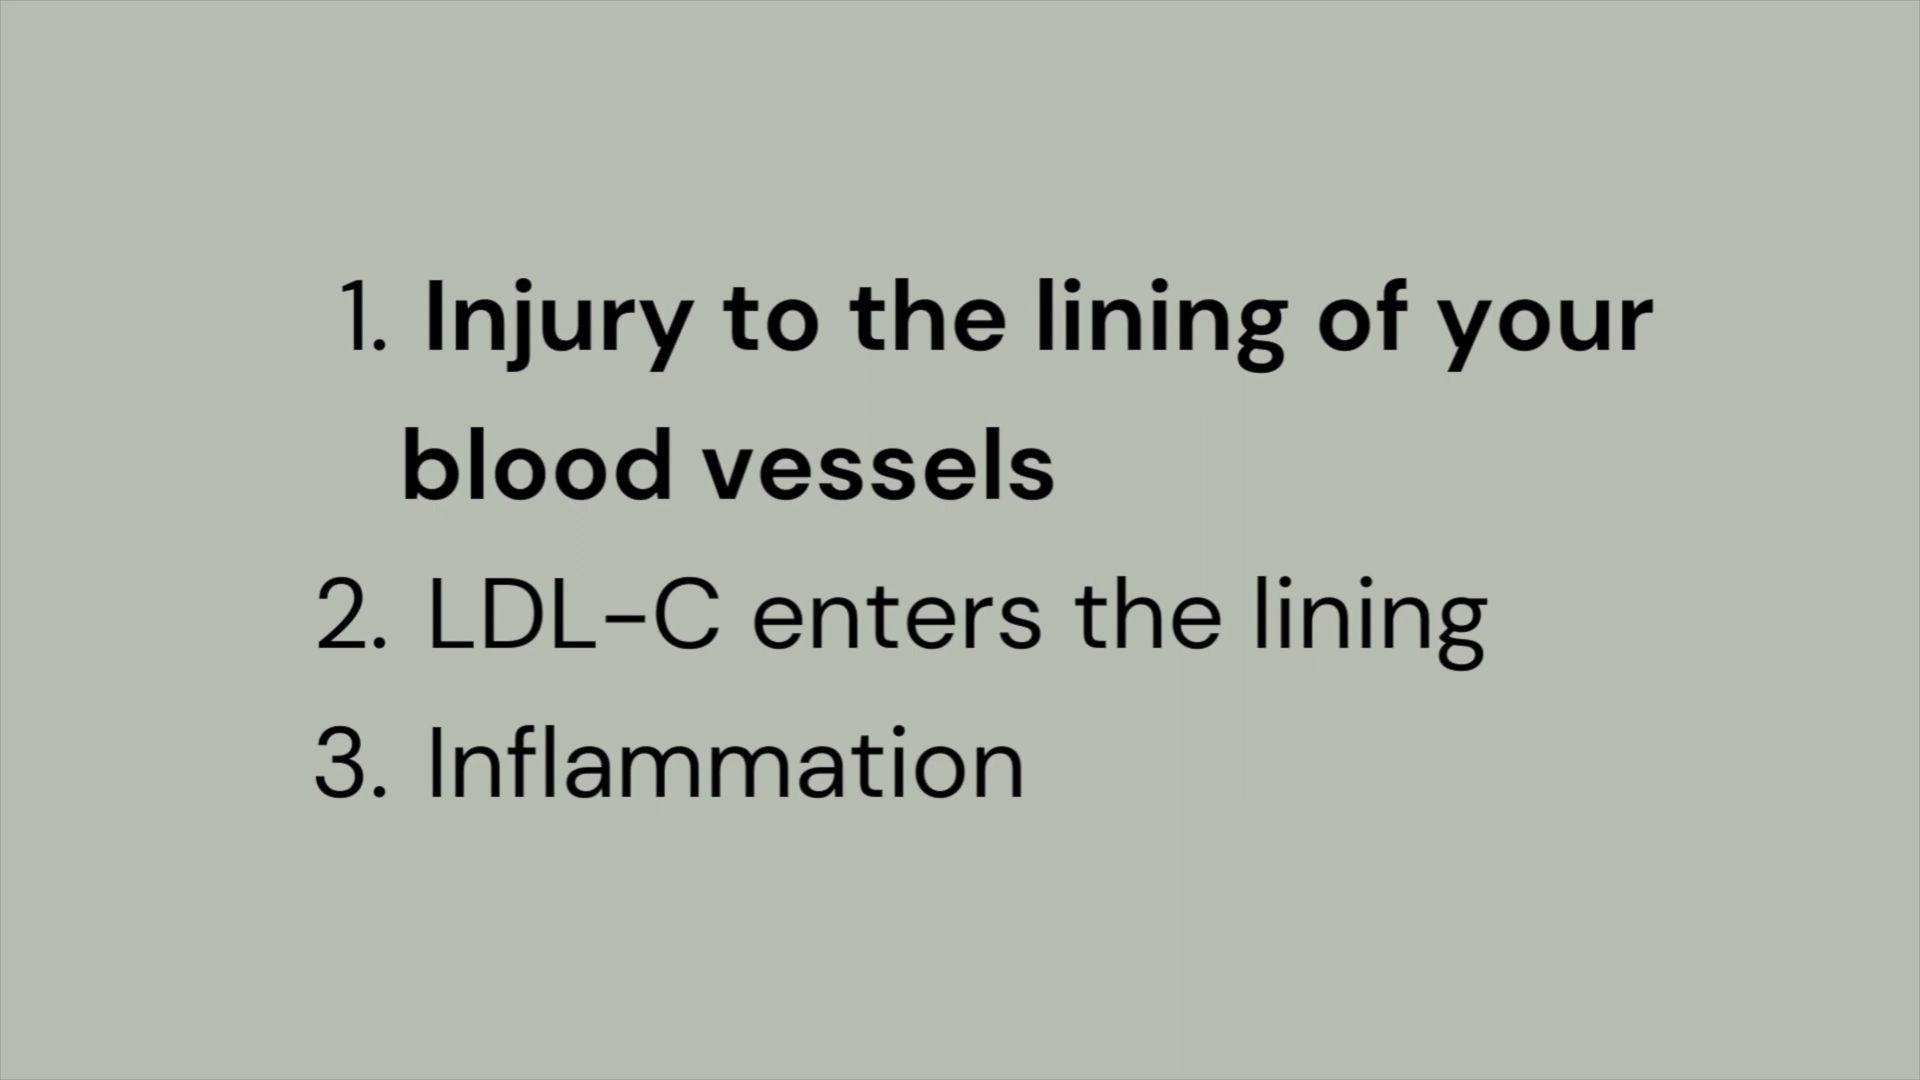 1. Injury to the lining of your
blood vessels
2. LDL-C enters the lining
3. Inflammation